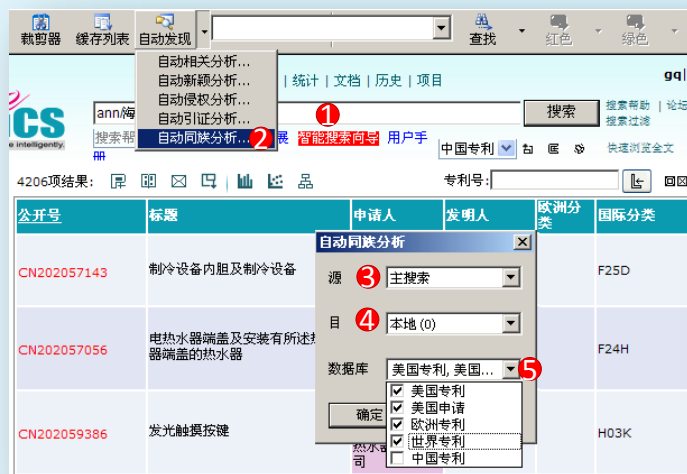 裁剪器 缓存列表 自动发现 查找 红色 绿色
自动相关分析...
自动新颖分析...
自动侵权分析...
自动引证分析...
自动同族分析... 2
| 统计 | 文档 | 历史 | 项目
gq|
ics
e intelligently.
ann/海 1 搜索
搜索帮助 | 论坛
搜索过滤
搜索帮 展 智能搜索向导 用户手
册
中国专利 快速浏览全文
4206项结果: 专利号:
公开号 标题 申请人 发明人 欧洲分类 国际分类
CN202057143 制冷设备内胆及制冷设备 F25D
CN202057056 电热水器端盖及安装有所述热
器端盖的热水器 F24H
CN202059386 发光触摸按键 H03K
热水器
司
自动同族分析
源 3 主搜索
目 4 本地 (0)
数据库 美国专利, 美国... 5
美国专利
美国申请
欧洲专利
世界专利
中国专利
确定